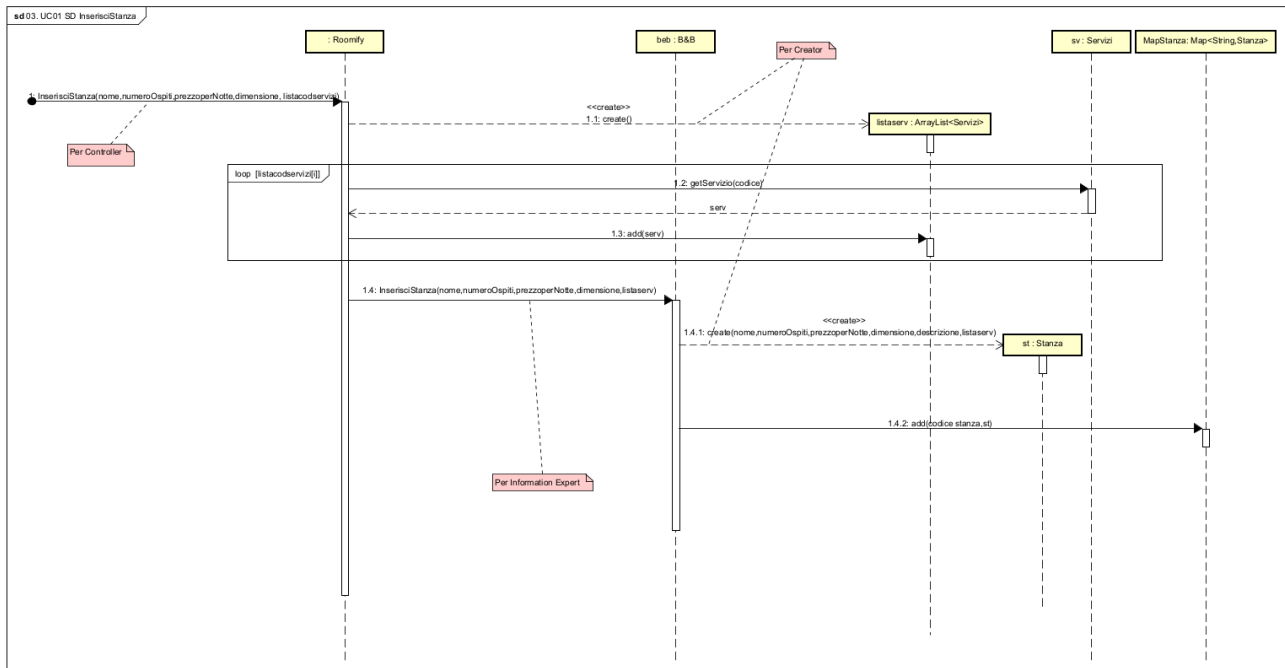 sd 03. UC01 SD InserisciStanza
: Roomify
beb : B&B
sv : Servizi
MapStanza: Map<String,Stanza>
Per Creator
1: InserisciStanza(nome,numeroOspiti,prezzoperNotte,dimensione, listacodservizi)
<<create>>
1.1: create()
listaserv : ArrayList<Servizi>
Per Controller
loop [listacodservizi[i]]
1.2: getServizio(codice)
serv
1.3: add(serv)
1.4: InserisciStanza(nome,numeroOspiti,prezzoperNotte,dimensione,listaserv)
<<create>>
1.4.1: create(nome,numeroOspiti,prezzoperNotte,dimensione,descrizione,listaserv)
st : Stanza
1.4.2: add(codice stanza,st)
Per Information Expert